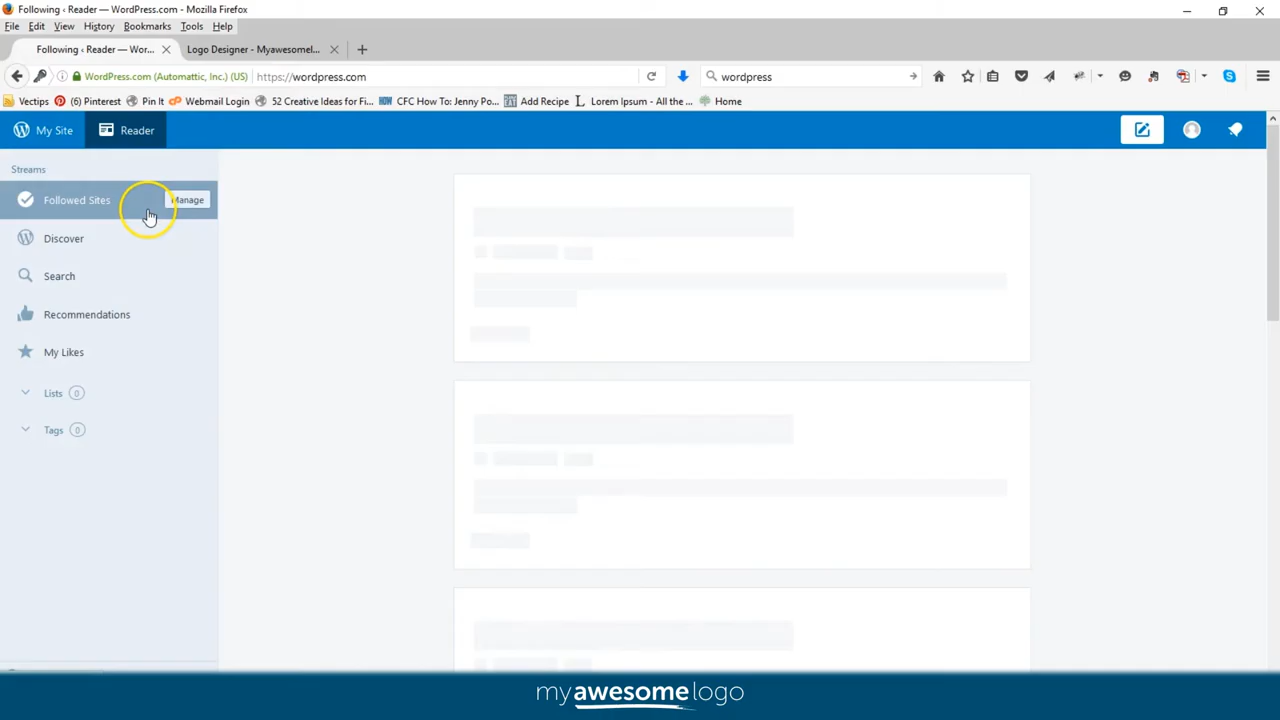 Following ‹ Reader — WordPress.com - Mozilla Firefox
File Edit View History Bookmarks Tools Help
Following ‹ Reader — Wor... Logo Designer - Myawesomel...
WordPress.com (Automattic, Inc.) (US) https://wordpress.com wordpress
Vectips (6) Pinterest Pin It Webmail Login 52 Creative Ideas for Fi... CFC How To: Jenny Po... Add Recipe Lorem Ipsum - All the ... Home
My Site Reader
Streams
Followed Sites Manage
Discover
Search
Recommendations
My Likes
Lists 0
Tags 0
myawesomelogo